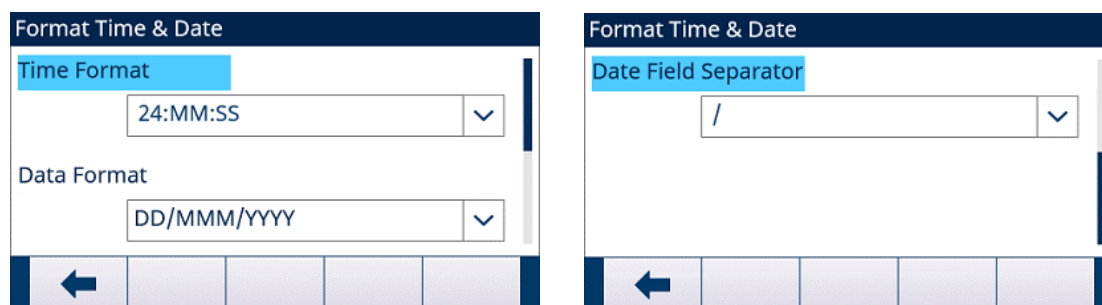 Format Time & Date
Time Format
24:MM:SS
Data Format
DD/MMM/YYYY
Format Time & Date
Date Field Separator
/